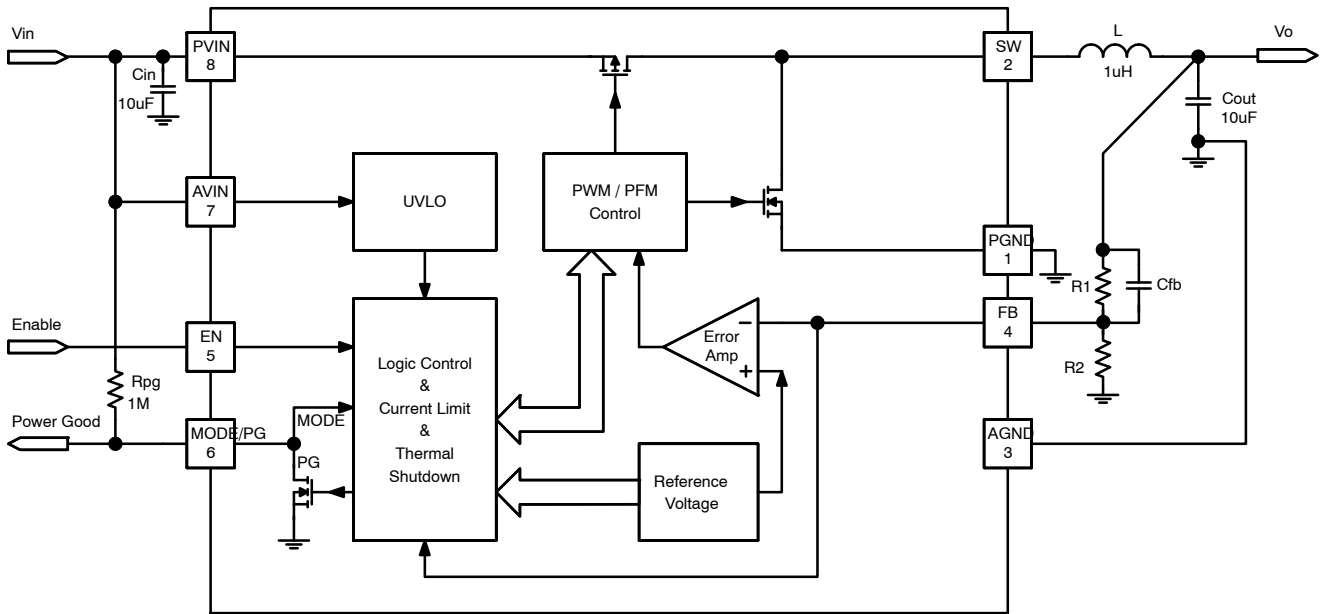 Vin
PVIN
8
Cin
10uF
SW
2
L
1uH
Vo
Cout
10uF
AVIN
7
UVLO
PWM / PFM
Control
PGND
1
R1
Cfb
Enable
EN
5
FB
4
Error
Amp
−
+
R2
Logic Control
&
Current Limit
&
Thermal
Shutdown
Rpg
1M
Power Good
MODE/PG
6
MODE
PG
Reference
Voltage
AGND
3